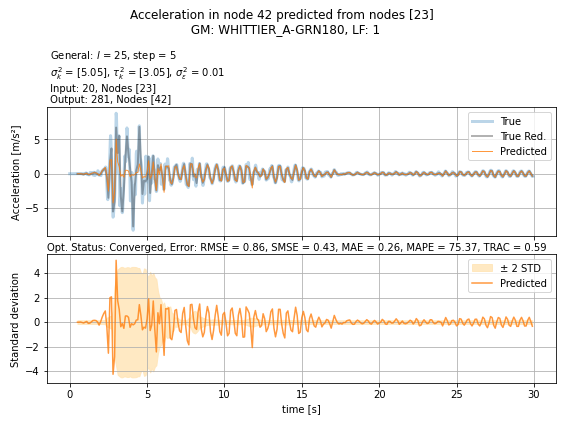 Acceleration in node 42 predicted from nodes [23]
GM: WHITTIER_A-GRN180, LF: 1
General: l = 25, step = 5
σ²ₖ = [5.05], τ²ₖ = [3.05], σ²ε = 0.01
Input: 20, Nodes [23]
Output: 281, Nodes [42]
Acceleration [m/s²]
5
0
−5
True
True Red.
Predicted
Opt. Status: Converged, Error: RMSE = 0.86, SMSE = 0.43, MAE = 0.26, MAPE = 75.37, TRAC = 0.59
Standard deviation
4
2
0
−2
−4
± 2 STD
Predicted
0 5 10 15 20 25 30
time [s]